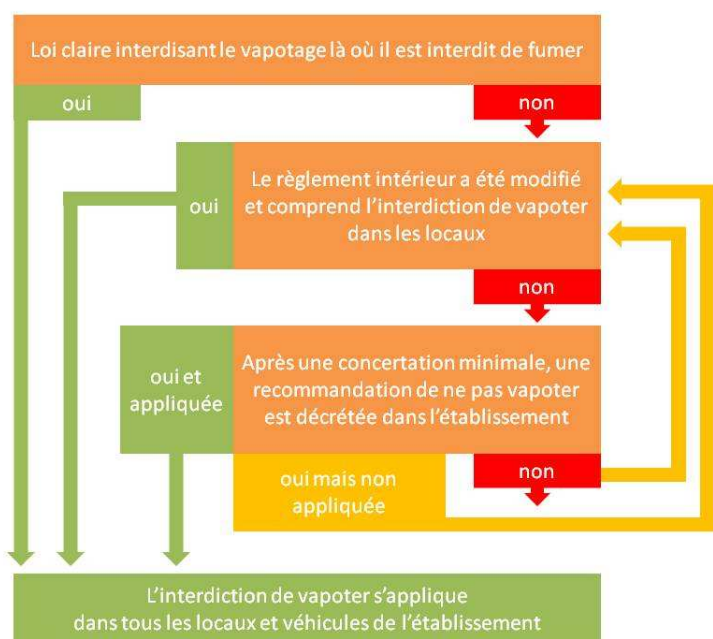 Loi claire interdisant le vapotage là où il est interdit de fumer
oui
non
oui
Le règlement intérieur a été modifié
et comprend l’interdiction de vapoter
dans les locaux
non
oui et
appliquée
Après une concertation minimale, une
recommandation de ne pas vapoter
est décrétée dans l’établissement
oui mais non
appliquée
non
L’interdiction de vapoter s’applique
dans tous les locaux et véhicules de l’établissement